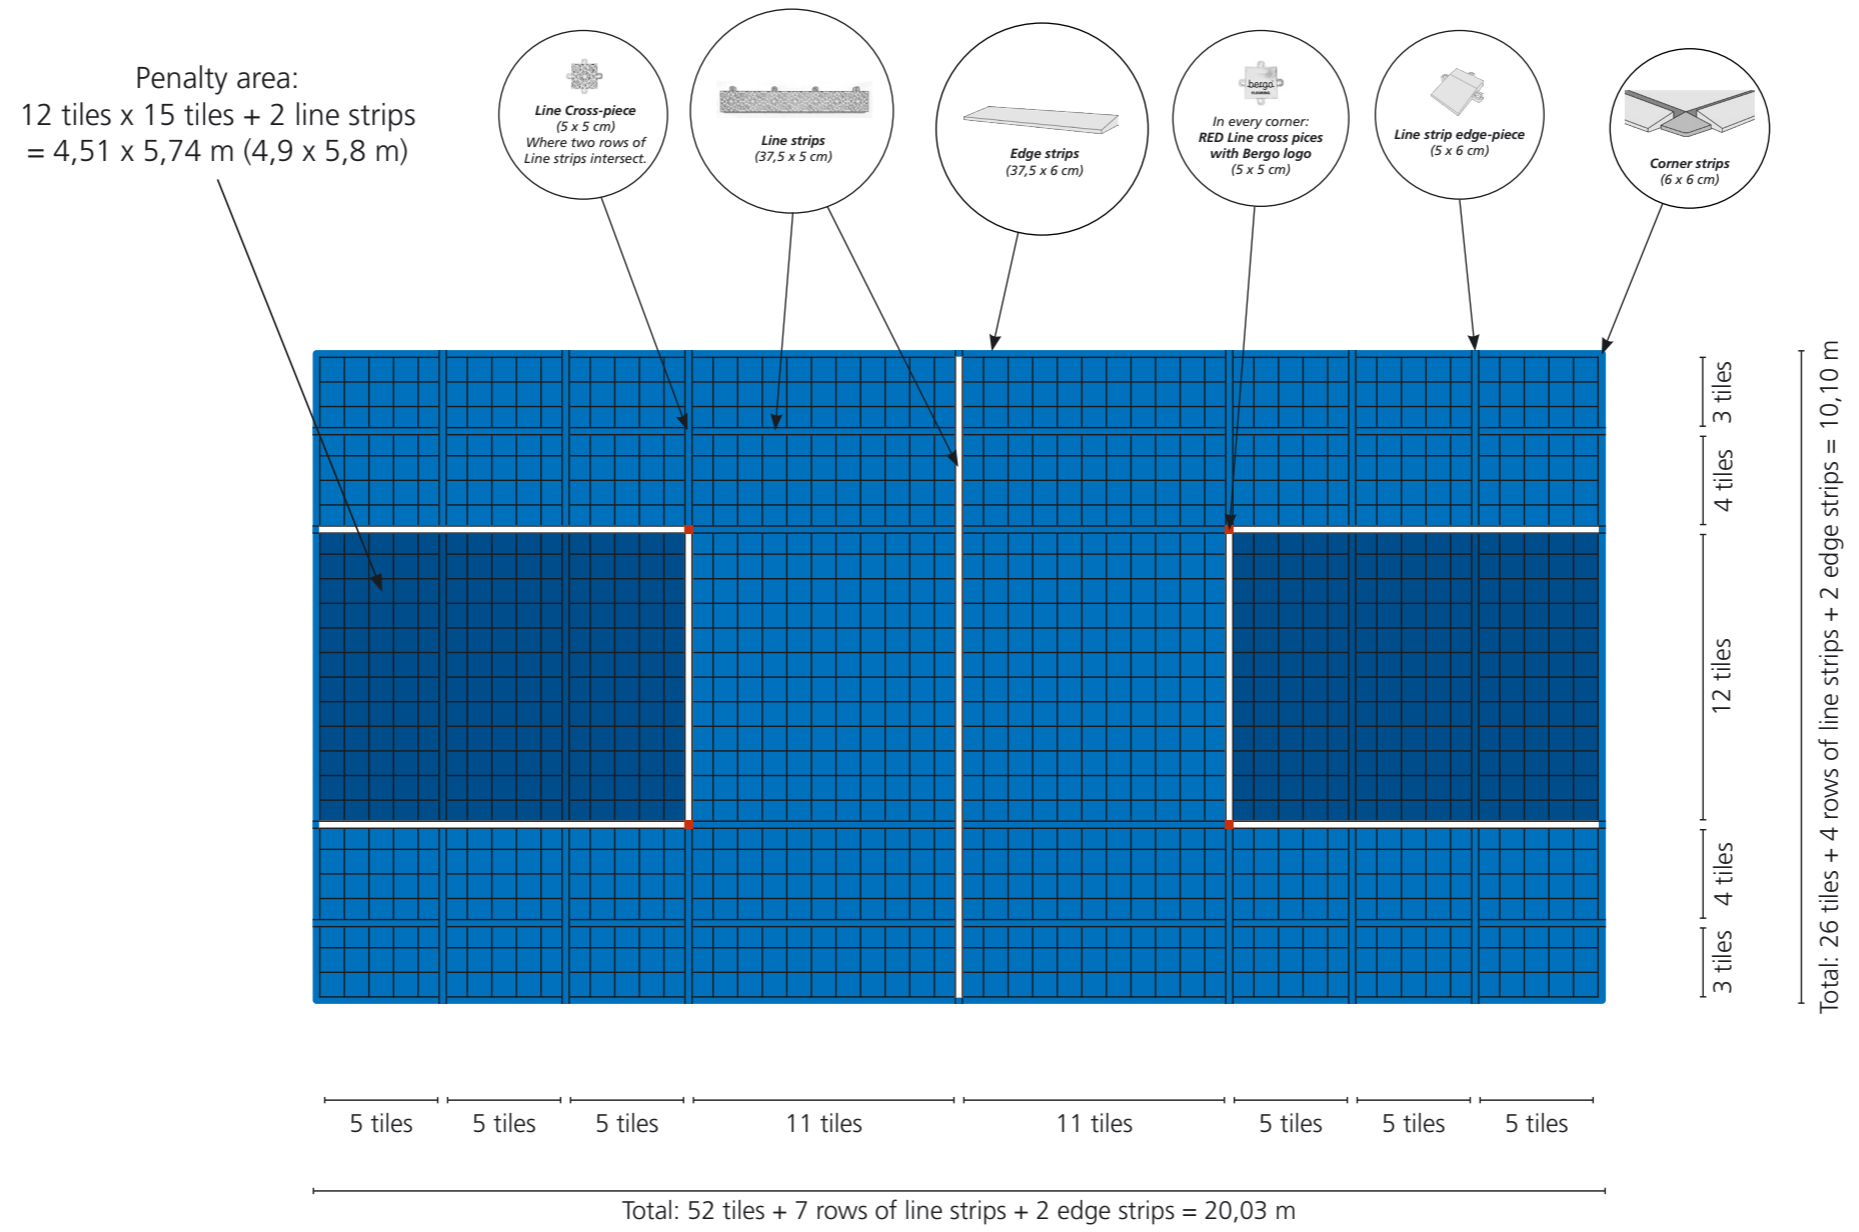 Penalty area:
12 tiles x 15 tiles + 2 line strips
= 4,51 x 5,74 m (4,9 x 5,8 m)
Line Cross-piece
(5 x 5 cm)
Where two rows of
Line strips intersect.
Line strips
(37,5 x 5 cm)
Edge strips
(37,5 x 6 cm)
bergo
FLOORING
In every corner:
RED Line cross pices
with Bergo logo
(5 x 5 cm)
Line strip edge-piece
(5 x 6 cm)
Corner strips
(6 x 6 cm)
3 tiles
4 tiles
12 tiles
4 tiles
3 tiles
Total: 26 tiles + 4 rows of line strips + 2 edge strips = 10,10 m
5 tiles
5 tiles
5 tiles
11 tiles
11 tiles
5 tiles
5 tiles
5 tiles
Total: 52 tiles + 7 rows of line strips + 2 edge strips = 20,03 m